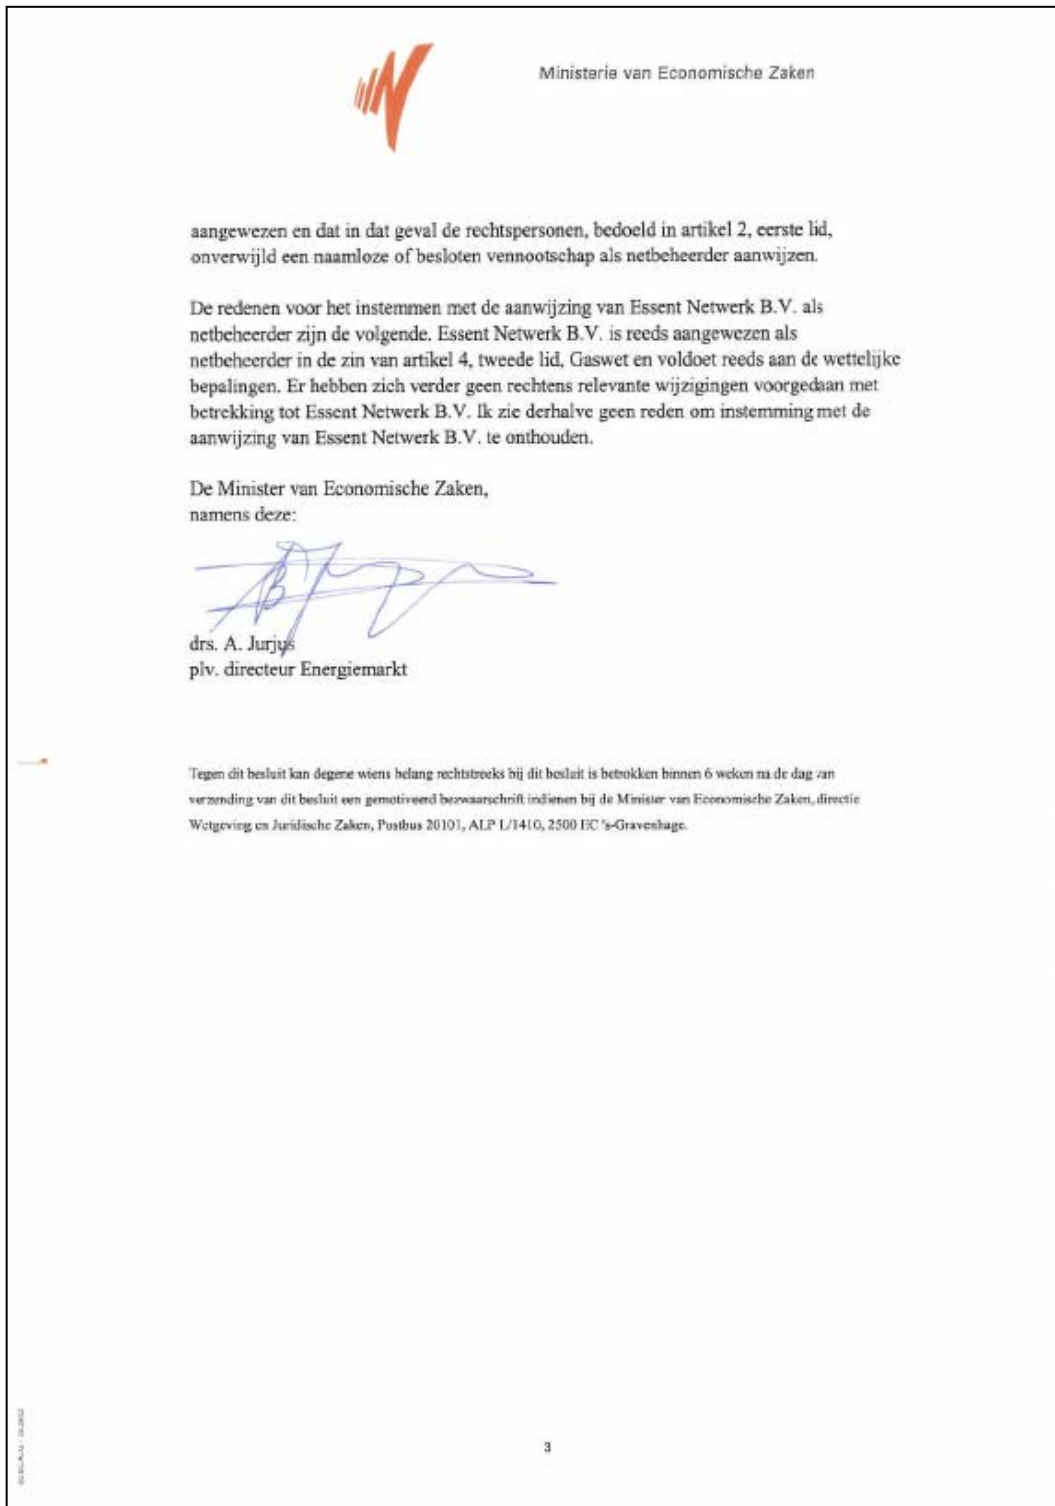 Ministerie van Economische Zaken
aangewezen en dat in dat geval de rechtspersonen, bedoeld in artikel 2, eerste lid,
onverwijld een naamloze of besloten vennootschap als netbeheerder aanwijzen.
De redenen voor het instemmen met de aanwijzing van Essent Netwerk B.V. als
netbeheerder zijn de volgende. Essent Netwerk B.V. is reeds aangewezen als
netbeheerder in de zin van artikel 4, tweede lid, Gaswet en voldoet reeds aan de wettelijke
bepalingen. Er hebben zich verder geen rechtens relevante wijzigingen voorgedaan met
betrekking tot Essent Netwerk B.V. Ik zie derhalve geen reden om instemming met de
aanwijzing van Essent Netwerk B.V. te onthouden.
De Minister van Economische Zaken,
namens deze:
drs. A. Jurjus
plv. directeur Energiemarkt
Tegen dit besluit kan degene wiens belang rechtstreeks bij dit besluit is betrokken binnen 6 weken na de dag van
verzending van dit besluit een gemotiveerd bezwaarschrift indienen bij de Minister van Economische Zaken, directie
Wetgeving en Juridische Zaken, Postbus 20101, ALP L/1410, 2500 EC 's-Gravenhage.
3